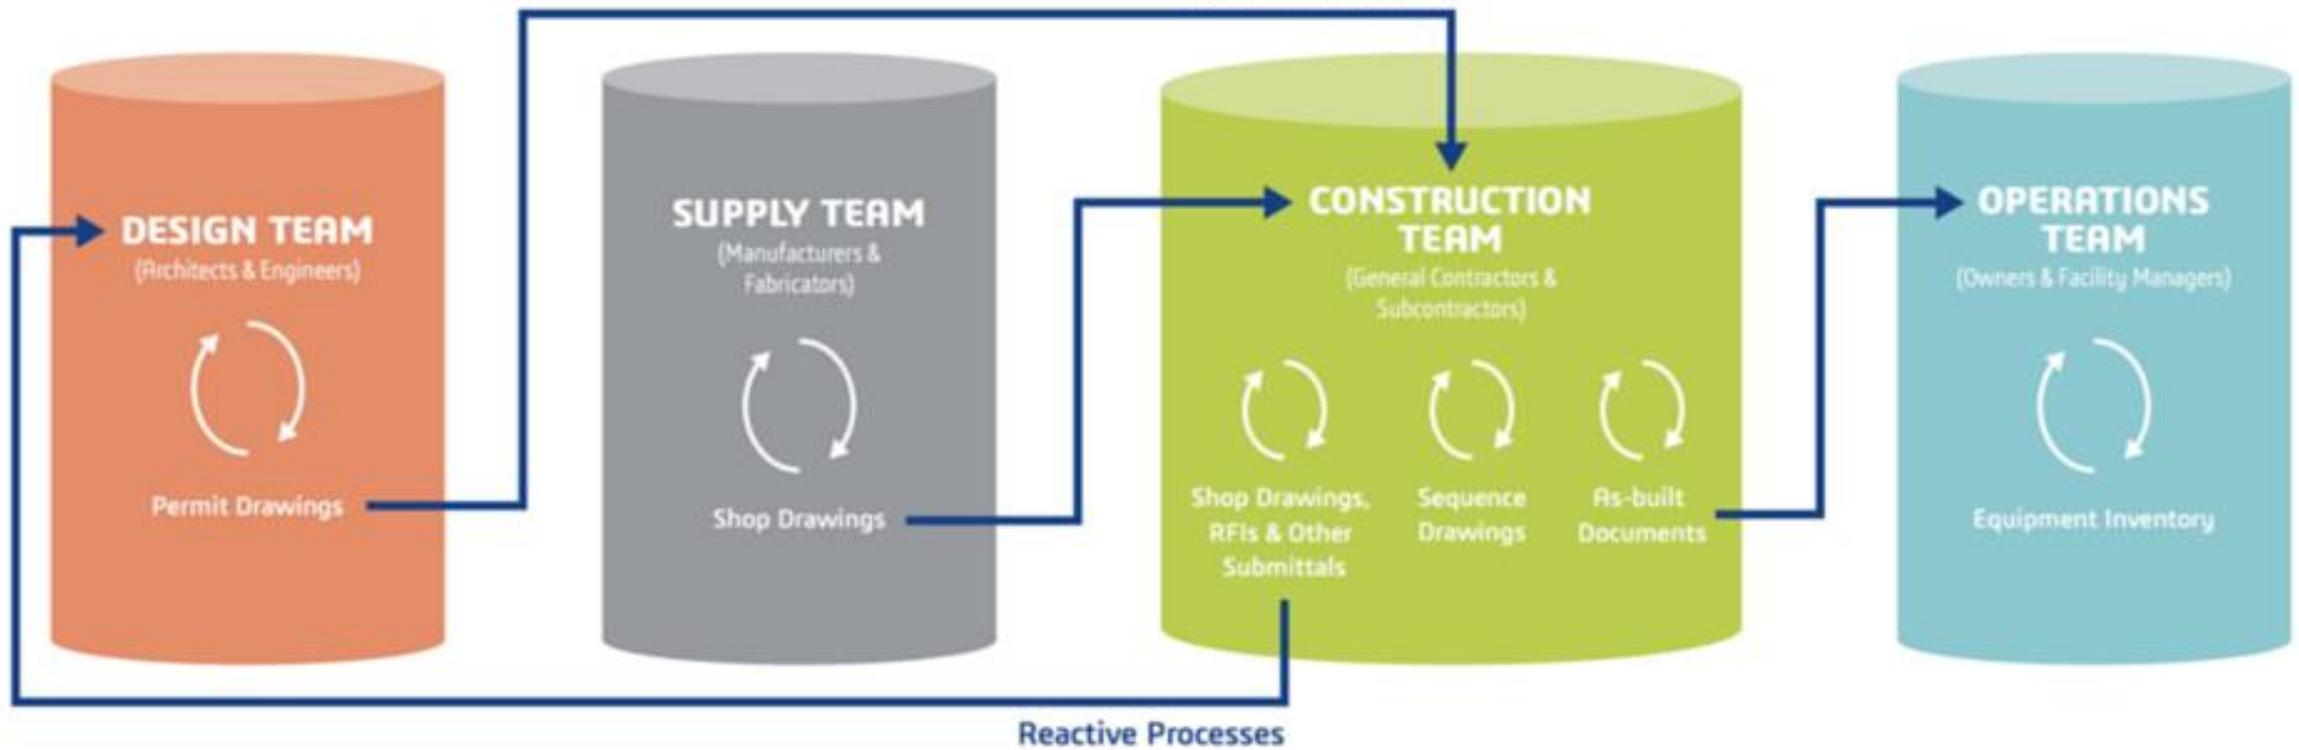 DESIGN TEAM
(Architects & Engineers)
Permit Drawings
SUPPLY TEAM
(Manufacturers &
Fabricators)
Shop Drawings
CONSTRUCTION
TEAM
(General Contractors &
Subcontractors)
Shop Drawings,
RFIs & Other
Submittals
Sequence
Drawings
As-built
Documents
OPERATIONS
TEAM
(Owners & Facility Managers)
Equipment Inventory
Reactive Processes